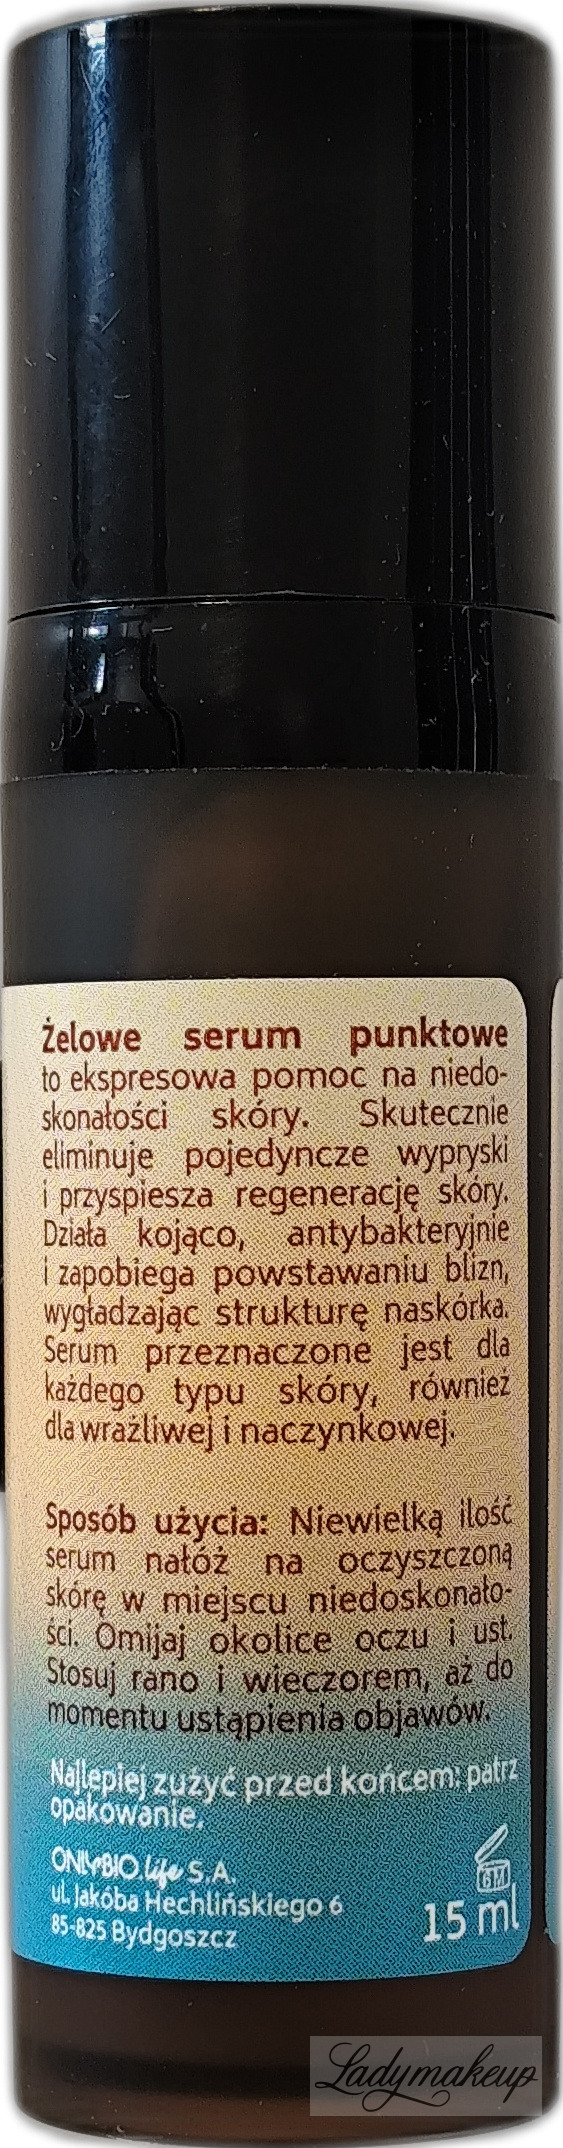 Żelowe serum punktowe
to ekspresowa pomoc na niedo-
skonałości skóry. Skutecznie
eliminuje pojedyncze wypryski
i przyspiesza regenerację skóry.
Działa kojąco, antybakteryjnie
i zapobiega powstawaniu blizn,
wygładzając strukturę naskórka.
Serum przeznaczone jest dla
każdego typu skóry, również
dla wrażliwej i naczynkowej.
Sposób użycia: Niewielką ilość
serum nałóż na oczyszczoną
skórę w miejscu niedoskonało-
ści. Omijaj okolice oczu i ust.
Stosuj rano i wieczorem, aż do
momentu ustąpienia objawów.
Najlepiej zużyć przed końcem: patrz
opakowanie.
ONLYBIO.life S.A.
ul. Jakóba Hechlińskiego 6
85-825 Bydgoszcz
6M
15 ml
Ladymakeup